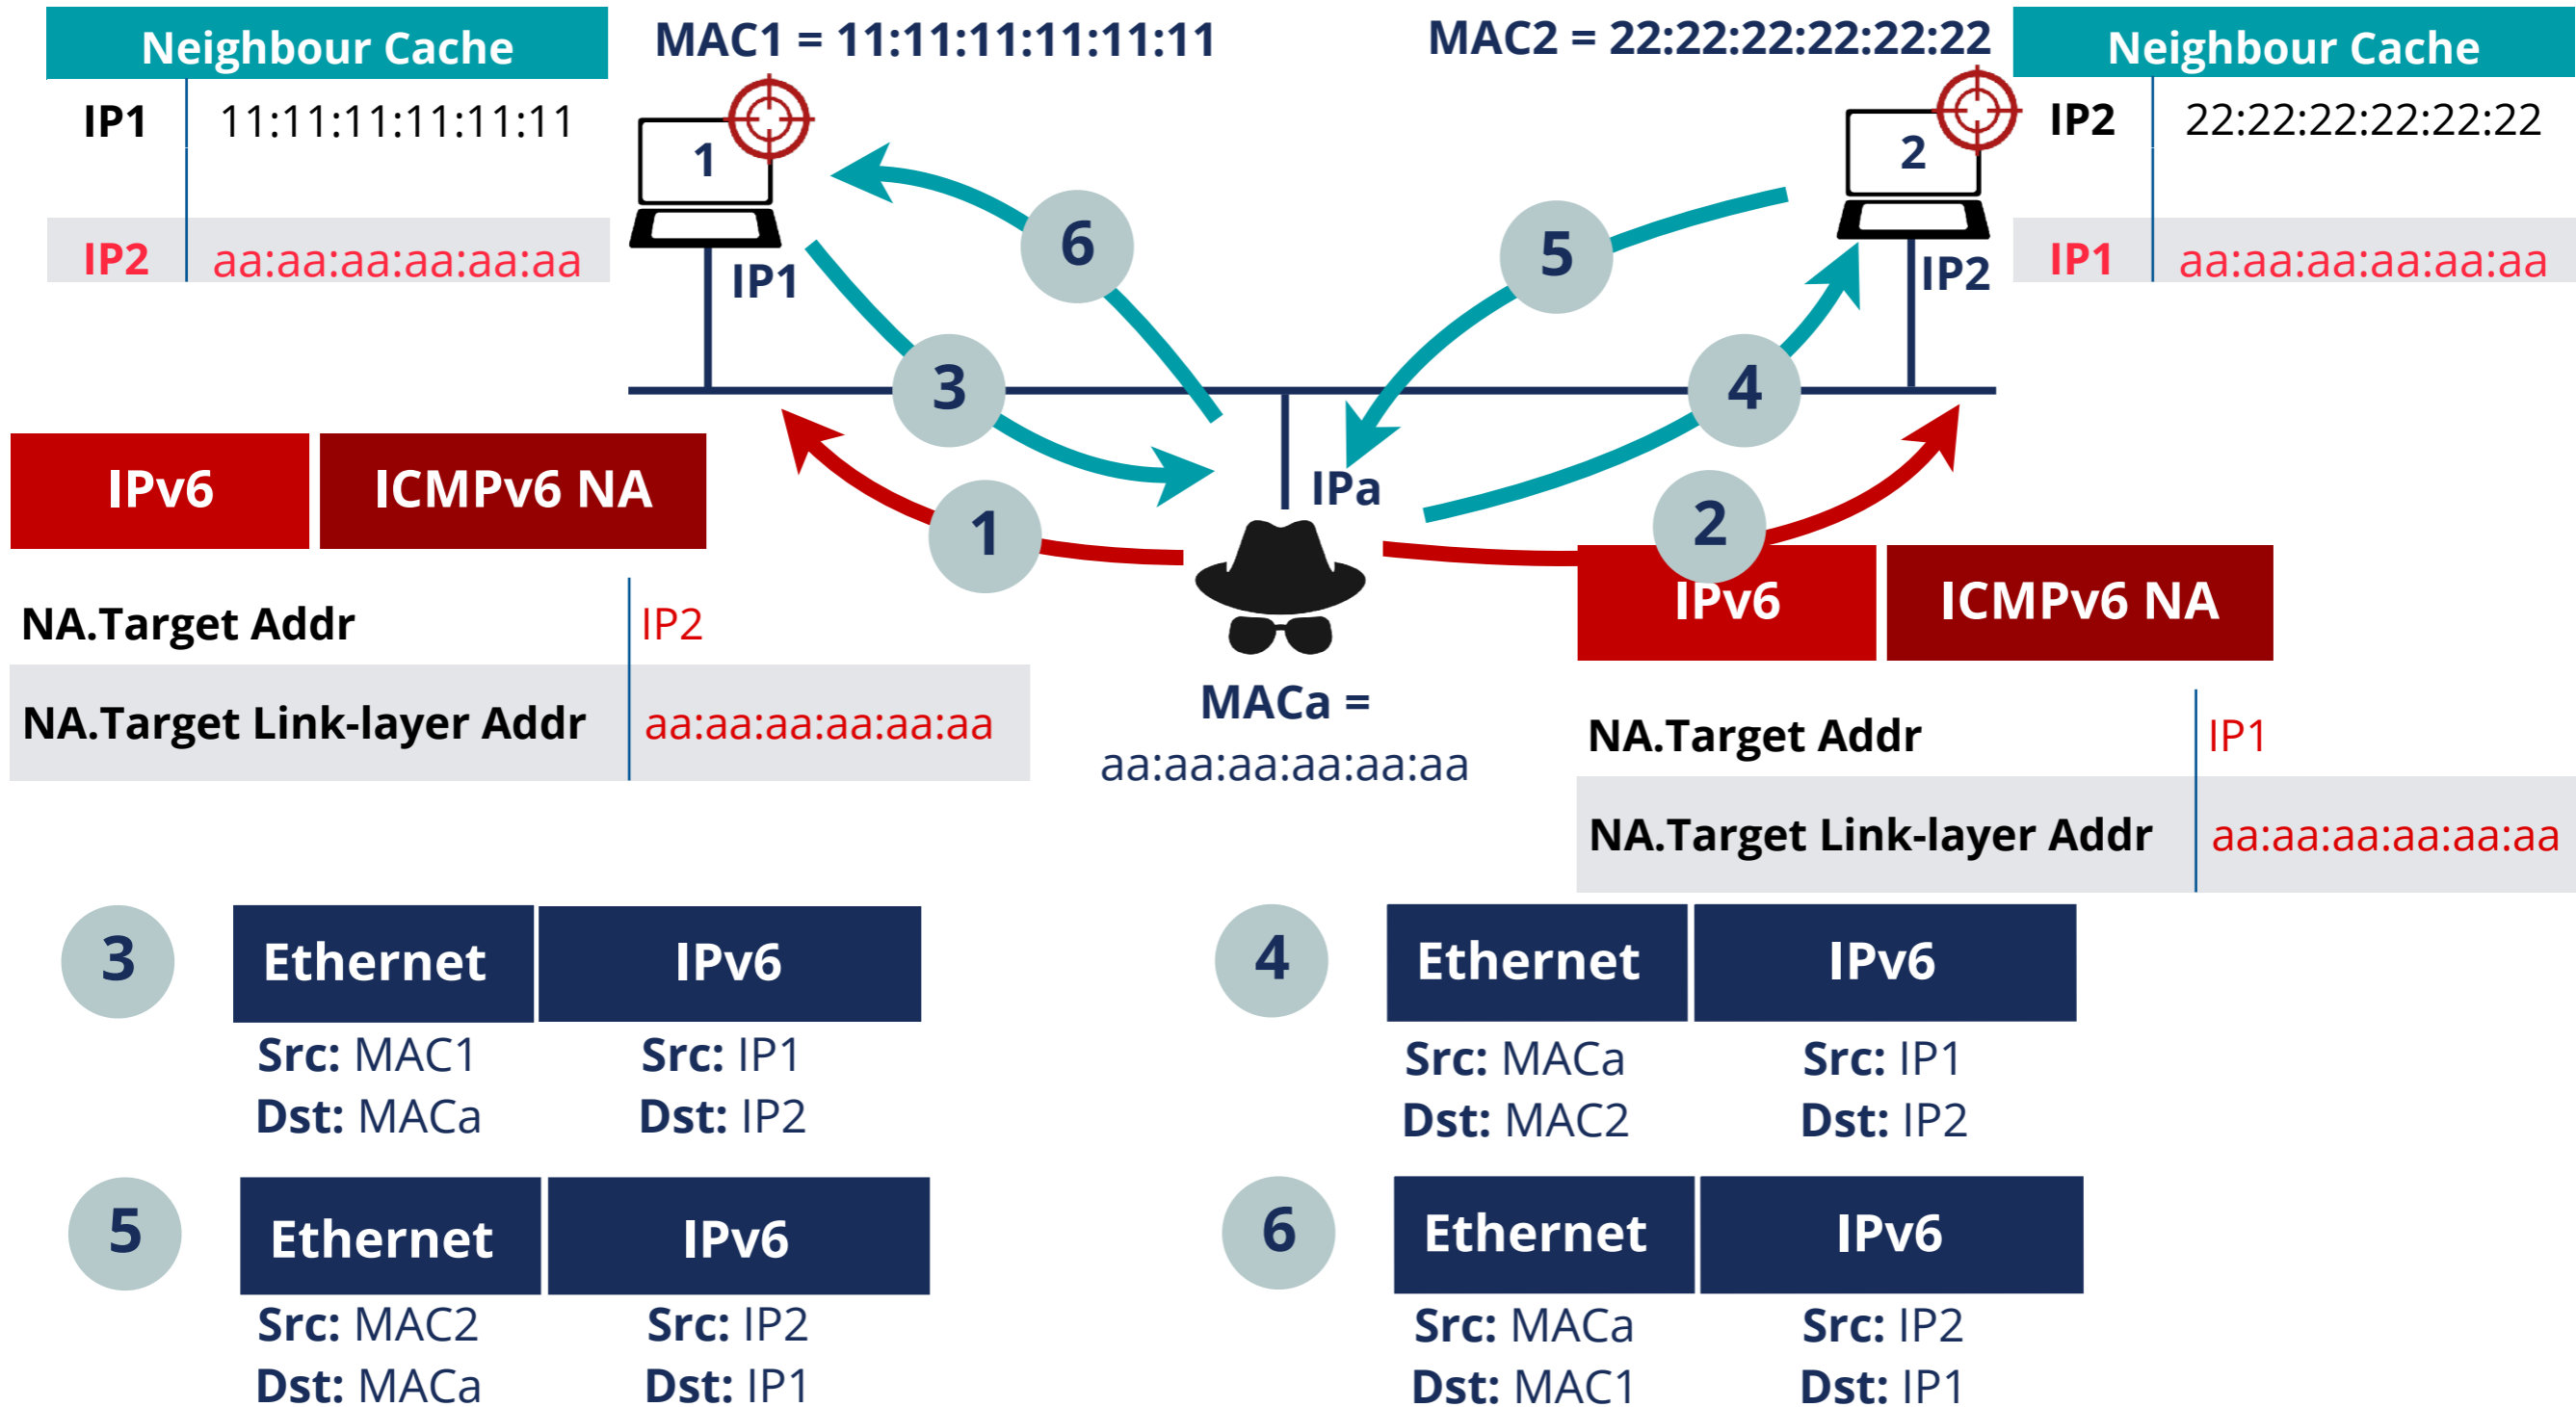 Neighbour Cache
IP1 11:11:11:11:11:11
IP2 aa:aa:aa:aa:aa:aa
MAC1 = 11:11:11:11:11:11
MAC2 = 22:22:22:22:22:22
Neighbour Cache
IP2 22:22:22:22:22:22
IP1 aa:aa:aa:aa:aa:aa
1
2
IP1
IP2
6
5
3
4
IPa
1
2
IPv6 ICMPv6 NA
NA.Target Addr IP2
NA.Target Link-layer Addr aa:aa:aa:aa:aa:aa
MACa =
aa:aa:aa:aa:aa:aa
IPv6 ICMPv6 NA
NA.Target Addr IP1
NA.Target Link-layer Addr aa:aa:aa:aa:aa:aa
3
Ethernet IPv6
Src: MAC1 Src: IP1
Dst: MACa Dst: IP2
4
Ethernet IPv6
Src: MACa Src: IP1
Dst: MAC2 Dst: IP2
5
Ethernet IPv6
Src: MAC2 Src: IP2
Dst: MACa Dst: IP1
6
Ethernet IPv6
Src: MACa Src: IP2
Dst: MAC1 Dst: IP1